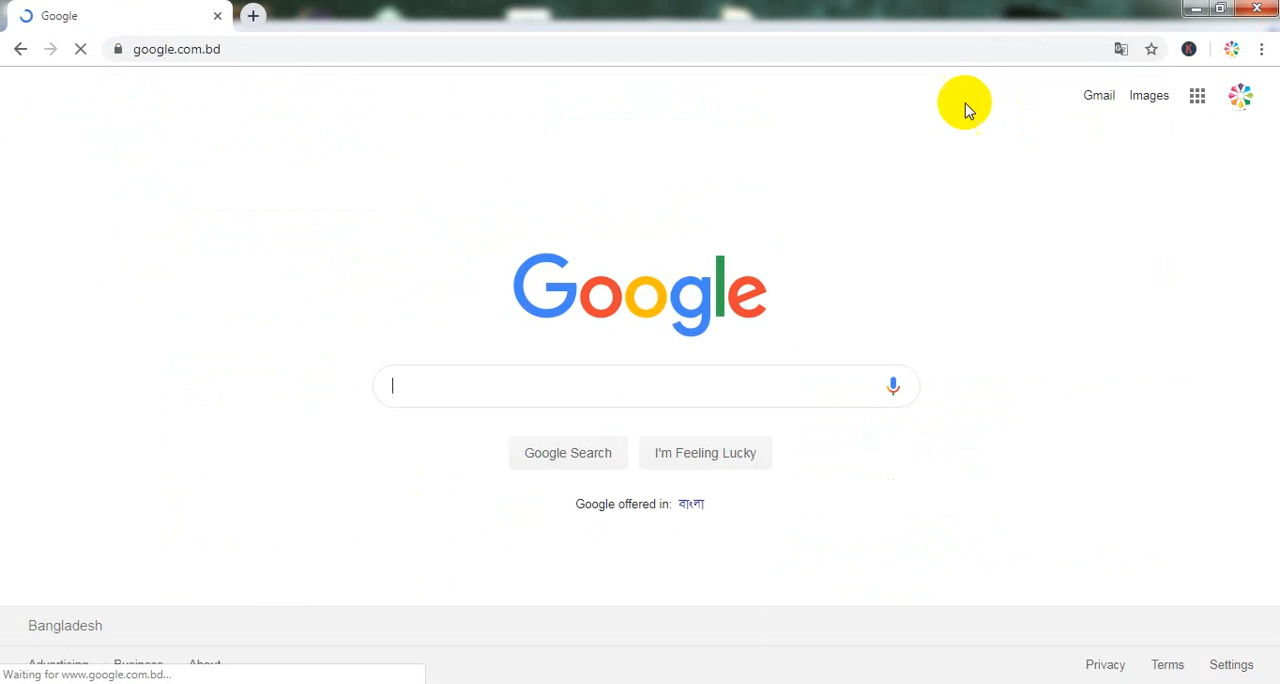 Google
google.com.bd
K
Gmail Images
Google
Google Search I'm Feeling Lucky
Google offered in: বাংলা
Bangladesh
Advertising Business About
Privacy Terms Settings
Waiting for www.google.com.bd...